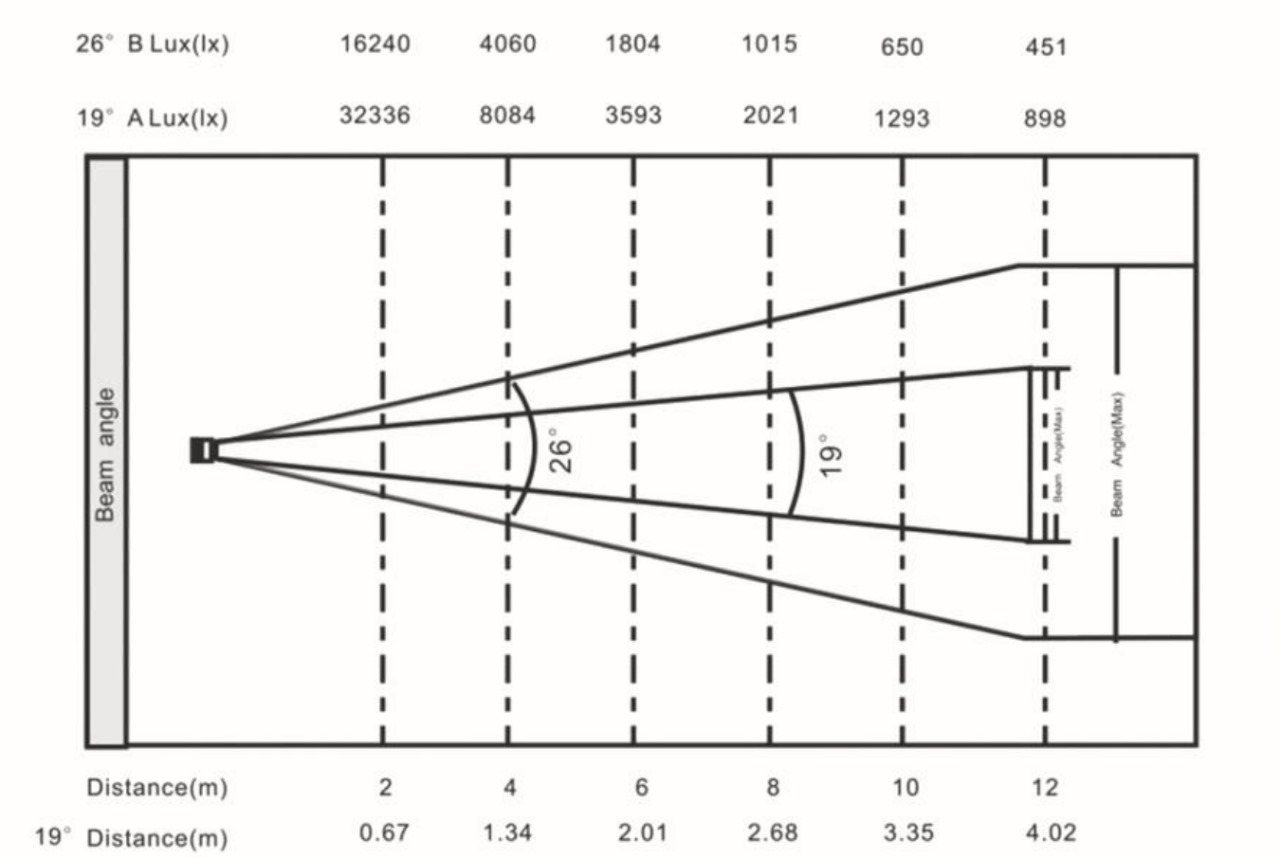 26° B Lux(lx) 16240 4060 1804 1015 650 451
19° A Lux(lx) 32336 8084 3593 2021 1293 898
Beam angle
26°
19°
Beam Angle(Max)
Beam Angle(Max)
Distance(m) 2 4 6 8 10 12
19° Distance(m) 0.67 1.34 2.01 2.68 3.35 4.02